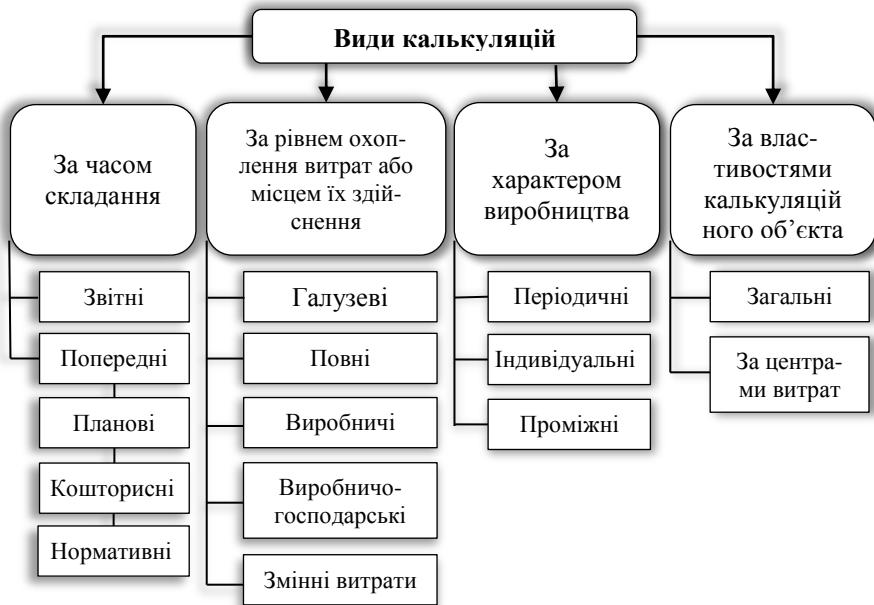 Види калькуляцій
За часом
складання
За рівнем охоп-
лення витрат або
місцем їх здій-
снення
За
характером
виробництва
За влас-
тивостями
калькуляцій
ного об’єкта
Звітні
Попередні
Планові
Кошторисні
Нормативні
Галузеві
Повні
Виробничі
Виробничо-
господарські
Змінні витрати
Періодичні
Індивідуальні
Проміжні
Загальні
За центра-
ми витрат